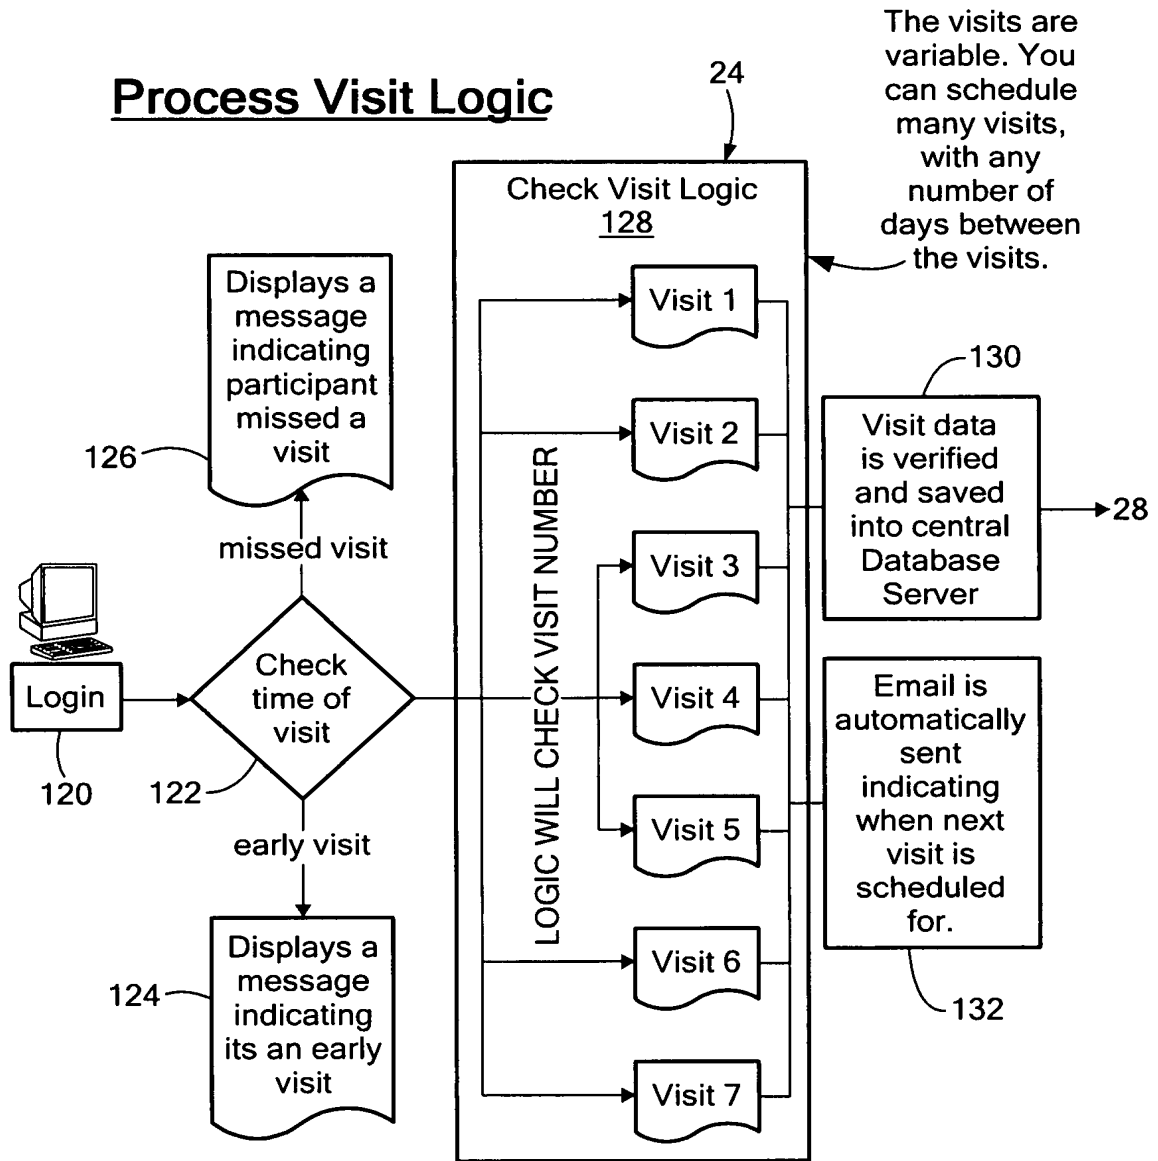 Process Visit Logic
24
The visits are
variable. You
can schedule
many visits,
with any
number of
days between
the visits.
Check Visit Logic
128
Displays a
message
indicating
participant
missed a
visit
126
missed visit
Login
120
Check
time of
visit
122
early visit
Displays a
message
indicating
its an early
visit
124
LOGIC WILL CHECK VISIT NUMBER
Visit 1
Visit 2
Visit 3
Visit 4
Visit 5
Visit 6
Visit 7
130
Visit data
is verified
and saved
into central
Database
Server
28
Email is
automatically
sent
indicating
when next
visit is
scheduled
for.
132